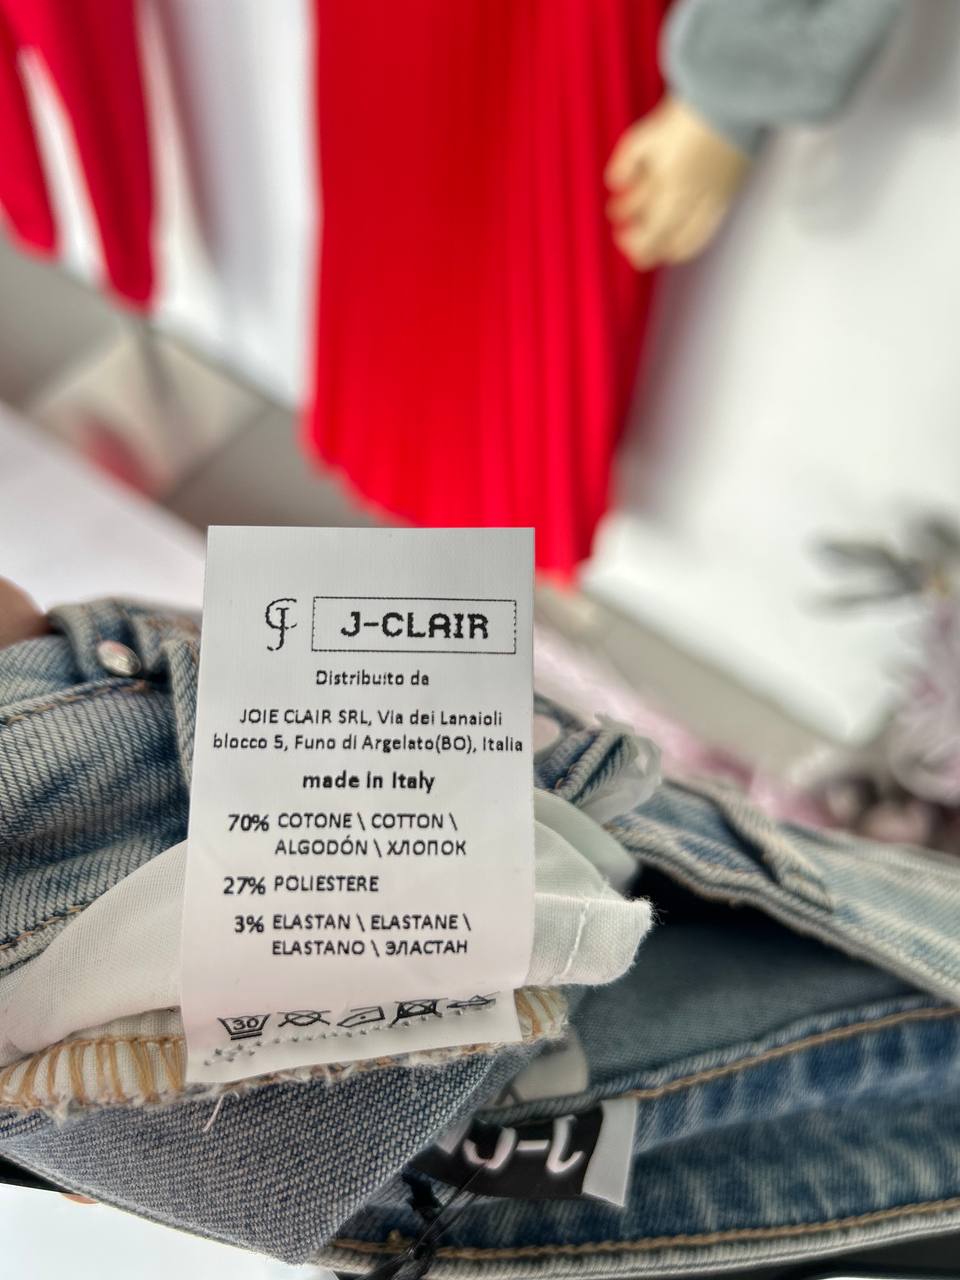 J-CLAIR
Distribuito da
JOIE CLAIR SRL, Via dei Lanaioli
blocco 5, Funo di Argelato(BO), Italia
made in Italy
70% COTONE \ COTTON \
ALGODÓN \ ХЛОПОК
27% POLIESTERE
3% ELASTAN \ ELASTANE \
ELASTANO \ ЭЛАСТАН
30